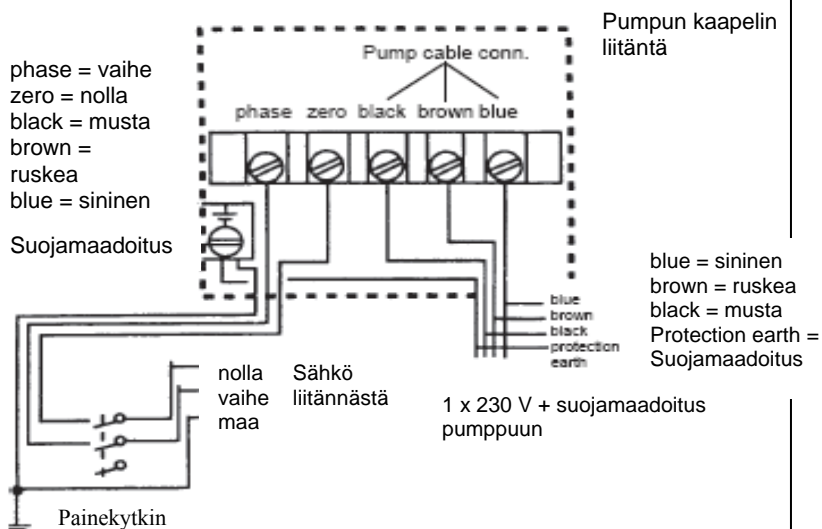 Pumpun kaapelin
liitäntä
phase = vaihe
zero = nolla
black = musta
brown =
ruskea
blue = sininen
Suojamaadoitus
Pump cable conn.
phase zero black brown blue
blue
brown
black
protection
earth
blue = sininen
brown = ruskea
black = musta
Protection earth =
Suojamaadoitus
nolla Sähkö
vaihe liitännästä
maa
1 x 230 V + suojamaadoitus
pumppuun
Painekytkin